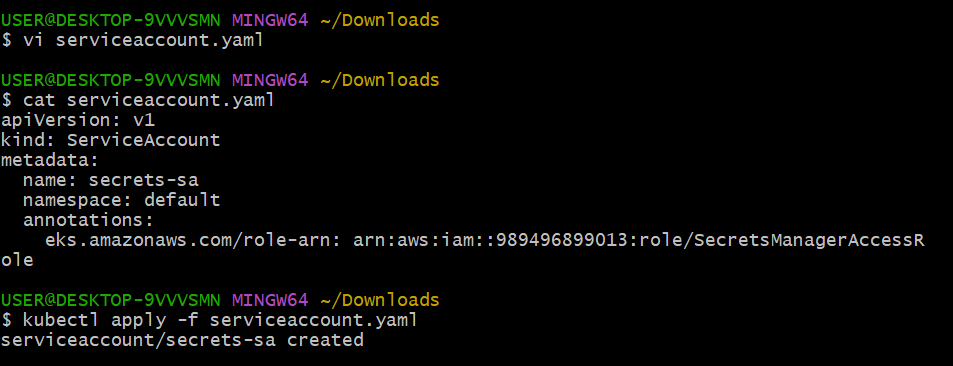 USER@DESKTOP-9VVVSMN MINGW64 ~/Downloads
$ vi serviceaccount.yaml
USER@DESKTOP-9VVVSMN MINGW64 ~/Downloads
$ cat serviceaccount.yaml
apiVersion: v1
kind: ServiceAccount
metadata:
  name: secrets-sa
  namespace: default
  annotations:
    eks.amazonaws.com/role-arn: arn:aws:iam::989496899013:role/SecretsManagerAccessR
ole
USER@DESKTOP-9VVVSMN MINGW64 ~/Downloads
$ kubectl apply -f serviceaccount.yaml
serviceaccount/secrets-sa created